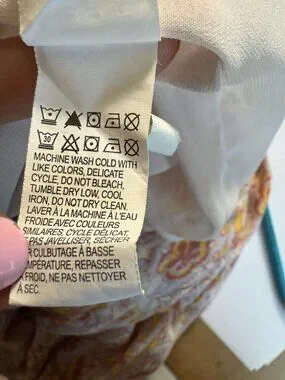 30
MACHINE WASH COLD WITH
LIKE COLORS, DELICATE
CYCLE. DO NOT BLEACH,
TUMBLE DRY LOW, COOL
IRON, DO NOT DRY CLEAN.
LAVER À LA MACHINE À L'EAU
FROIDE AVEC COULEURS
SIMILAIRES, CYCLE DÉLICAT,
PAS JAVELLISER, SÉCHER
R CULBUTAGE À BASSE
MPÉRATURE, REPASSER
FROID, NE PAS NETTOYER
À SEC.